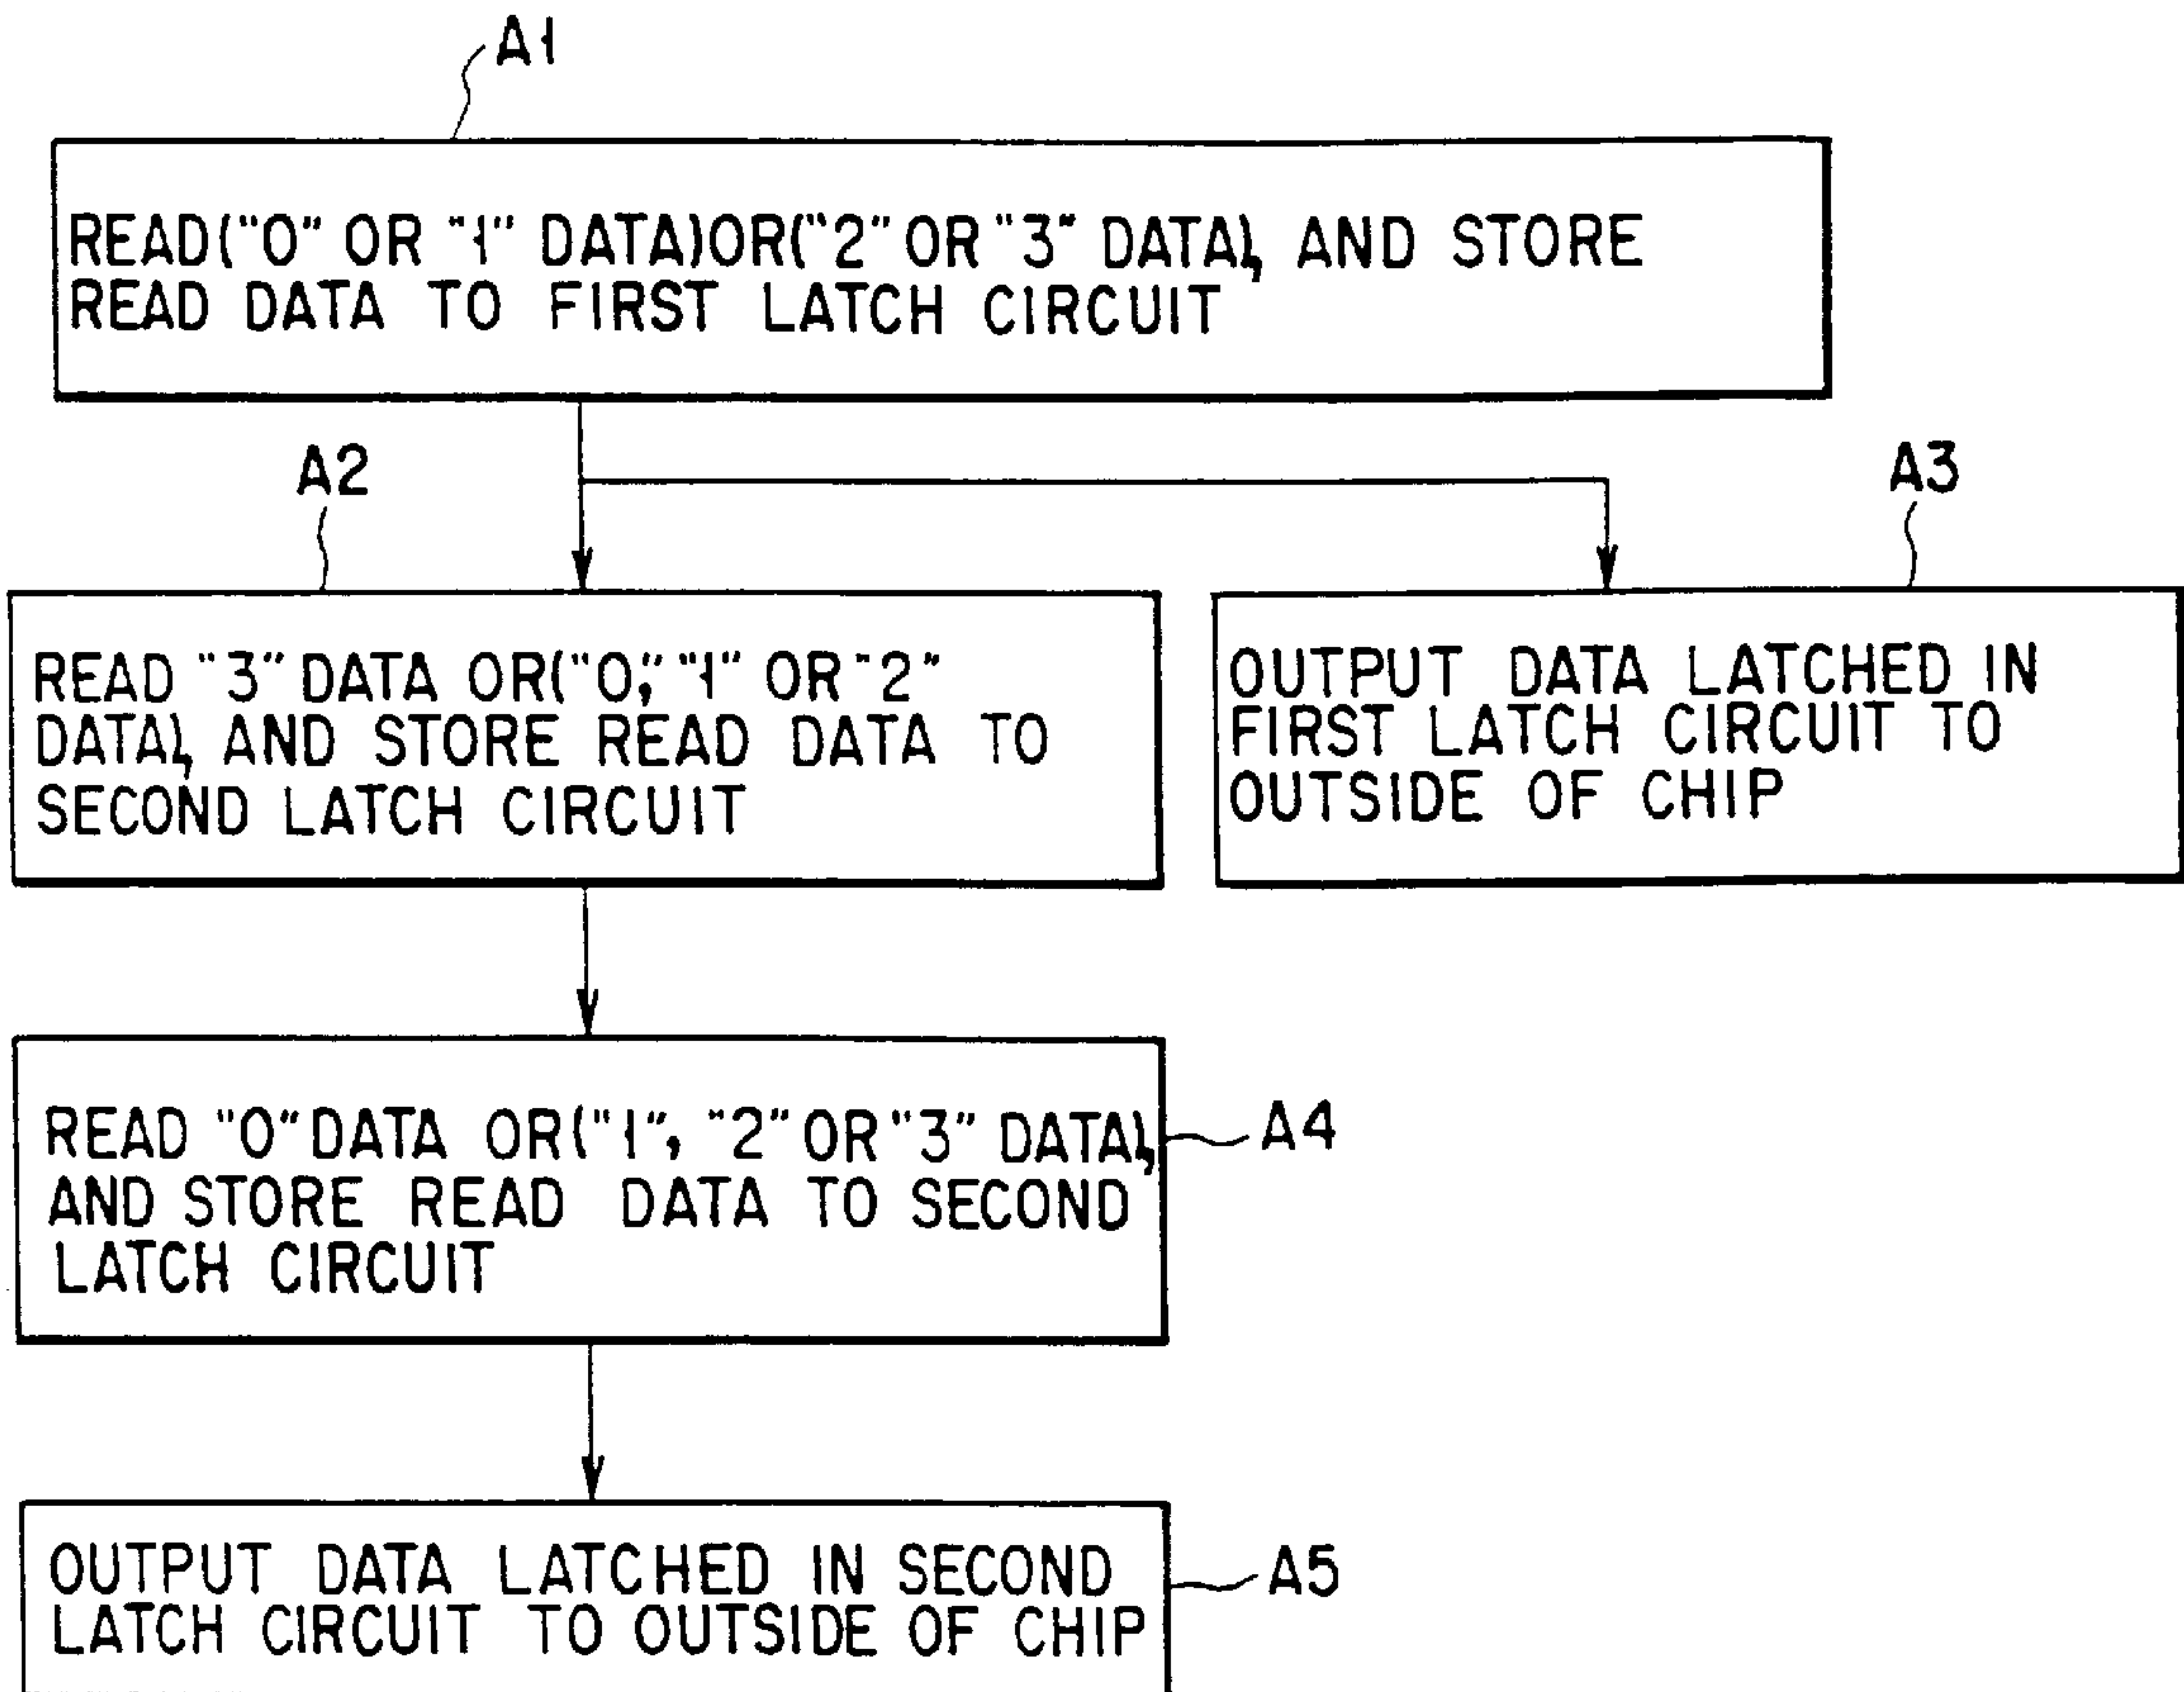 A1
READ("0" OR "1" DATA)OR("2" OR "3" DATA), AND STORE
READ DATA TO FIRST LATCH CIRCUIT
A2
A3
READ "3" DATA OR("0", "1" OR "2"
DATA), AND STORE READ DATA TO
SECOND LATCH CIRCUIT
OUTPUT DATA LATCHED IN
FIRST LATCH CIRCUIT TO
OUTSIDE OF CHIP
READ "0" DATA OR("1", "2" OR "3" DATA),
AND STORE READ DATA TO SECOND
LATCH CIRCUIT
A4
OUTPUT DATA LATCHED IN SECOND
LATCH CIRCUIT TO OUTSIDE OF CHIP
A5